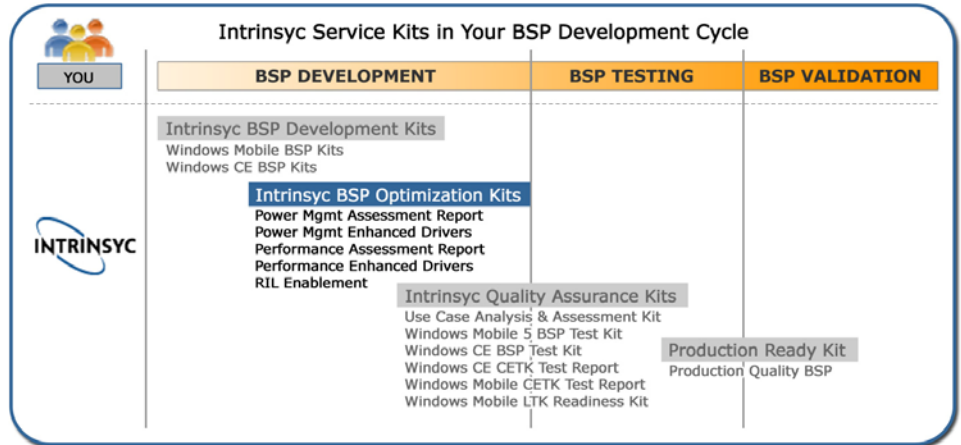 Intrinsyc Service Kits in Your BSP Development Cycle
YOU
BSP DEVELOPMENT
BSP TESTING
BSP VALIDATION
Intrinsyc BSP Development Kits
Windows Mobile BSP Kits
Windows CE BSP Kits
Intrinsyc BSP Optimization Kits
Power Mgmt Assessment Report
Power Mgmt Enhanced Drivers
Performance Assessment Report
Performance Enhanced Drivers
RIL Enablement
INTRINSYC
Intrinsyc Quality Assurance Kits
Use Case Analysis & Assessment Kit
Windows Mobile 5 BSP Test Kit
Windows CE BSP Test Kit
Windows CE CETK Test Report
Windows Mobile CETK Test Report
Windows Mobile LTK Readiness Kit
Production Ready Kit
Production Quality BSP